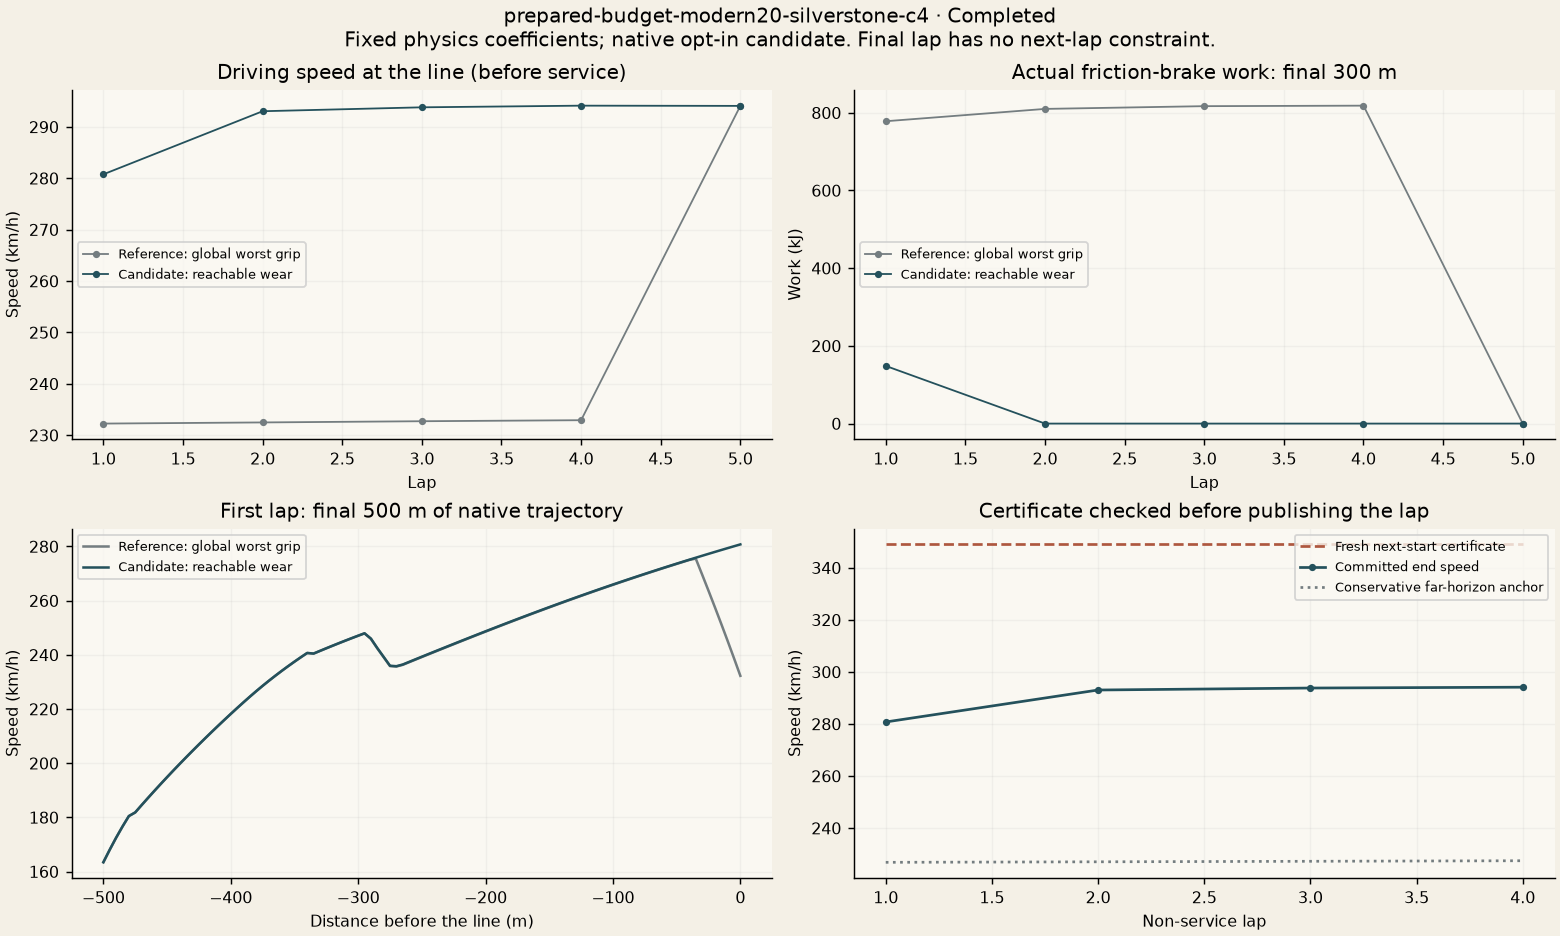 prepared-budget-modern20-silverstone-c4 · Completed
Fixed physics coefficients; native opt-in candidate. Final lap has no next-lap constraint.
Driving speed at the line (before service)
Speed (km/h)
290
280
270
260
250
240
230
Reference: global worst grip
Candidate: reachable wear
1.0 1.5 2.0 2.5 3.0 3.5 4.0 4.5 5.0
Lap
Actual friction-brake work: final 300 m
Work (kJ)
800
600
400
200
0
Reference: global worst grip
Candidate: reachable wear
1.0 1.5 2.0 2.5 3.0 3.5 4.0 4.5 5.0
Lap
First lap: final 500 m of native trajectory
Speed (km/h)
280
260
240
220
200
180
160
Reference: global worst grip
Candidate: reachable wear
−500 −400 −300 −200 −100 0
Distance before the line (m)
Certificate checked before publishing the lap
Speed (km/h)
340
320
300
280
260
240
Fresh next-start certificate
Committed end speed
Conservative far-horizon anchor
1.0 1.5 2.0 2.5 3.0 3.5 4.0
Non-service lap